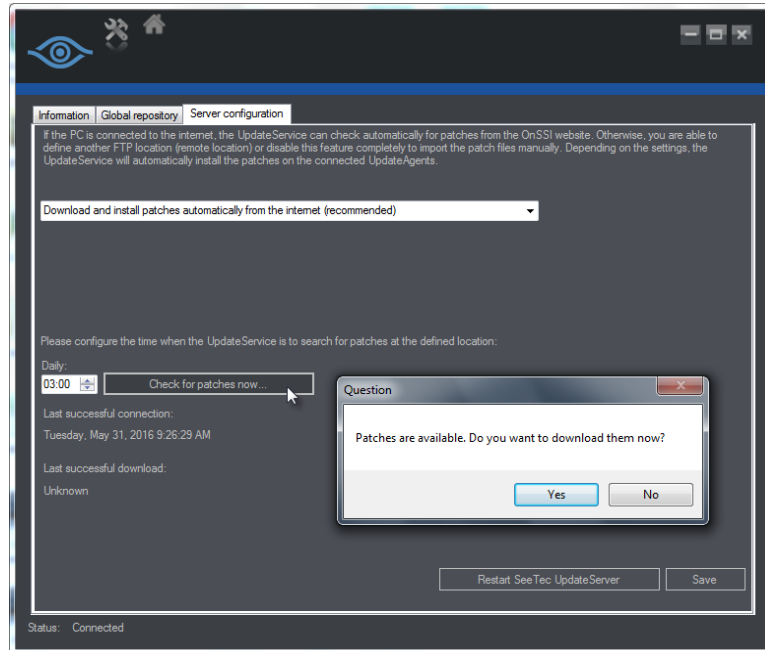 Information
Global repository
Server configuration
If the PC is connected to the internet, the UpdateService can check automatically for patches from the OnSSI website. Otherwise, you are able to
define another FTP location (remote location) or disable this feature completely to import the patch files manually. Depending on the settings, the
UpdateService will automatically install the patches on the connected UpdateAgents.
Download and install patches automatically from the internet (recommended)
Please configure the time when the UpdateService is to search for patches at the defined location:
Daily:
03:00
Check for patches now...
Last successful connection:
Tuesday, May 31, 2016 9:26:29 AM
Last successful download:
Unknown
Question
Patches are available. Do you want to download them now?
Yes
No
Restart SeeTec UpdateServer
Save
Status: Connected